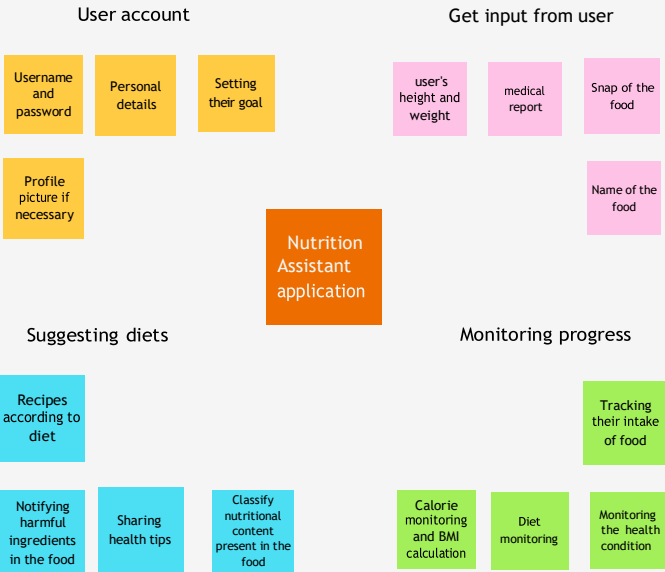 User account
Get input from user
Username
and
password
Personal
details
Setting
their goal
user's
height and
weight
medical
report
Snap of the
food
Profile
picture if
necessary
Name of the
food
Nutrition
Assistant
application
Suggesting diets
Monitoring progress
Recipes
according to
diet
Tracking
their intake
of food
Notifying
harmful
ingredients
in the food
Sharing
health tips
Classify
nutritional
content
present in the
food
Calorie
monitoring
and BMI
calculation
Diet
monitoring
Monitoring
the health
condition